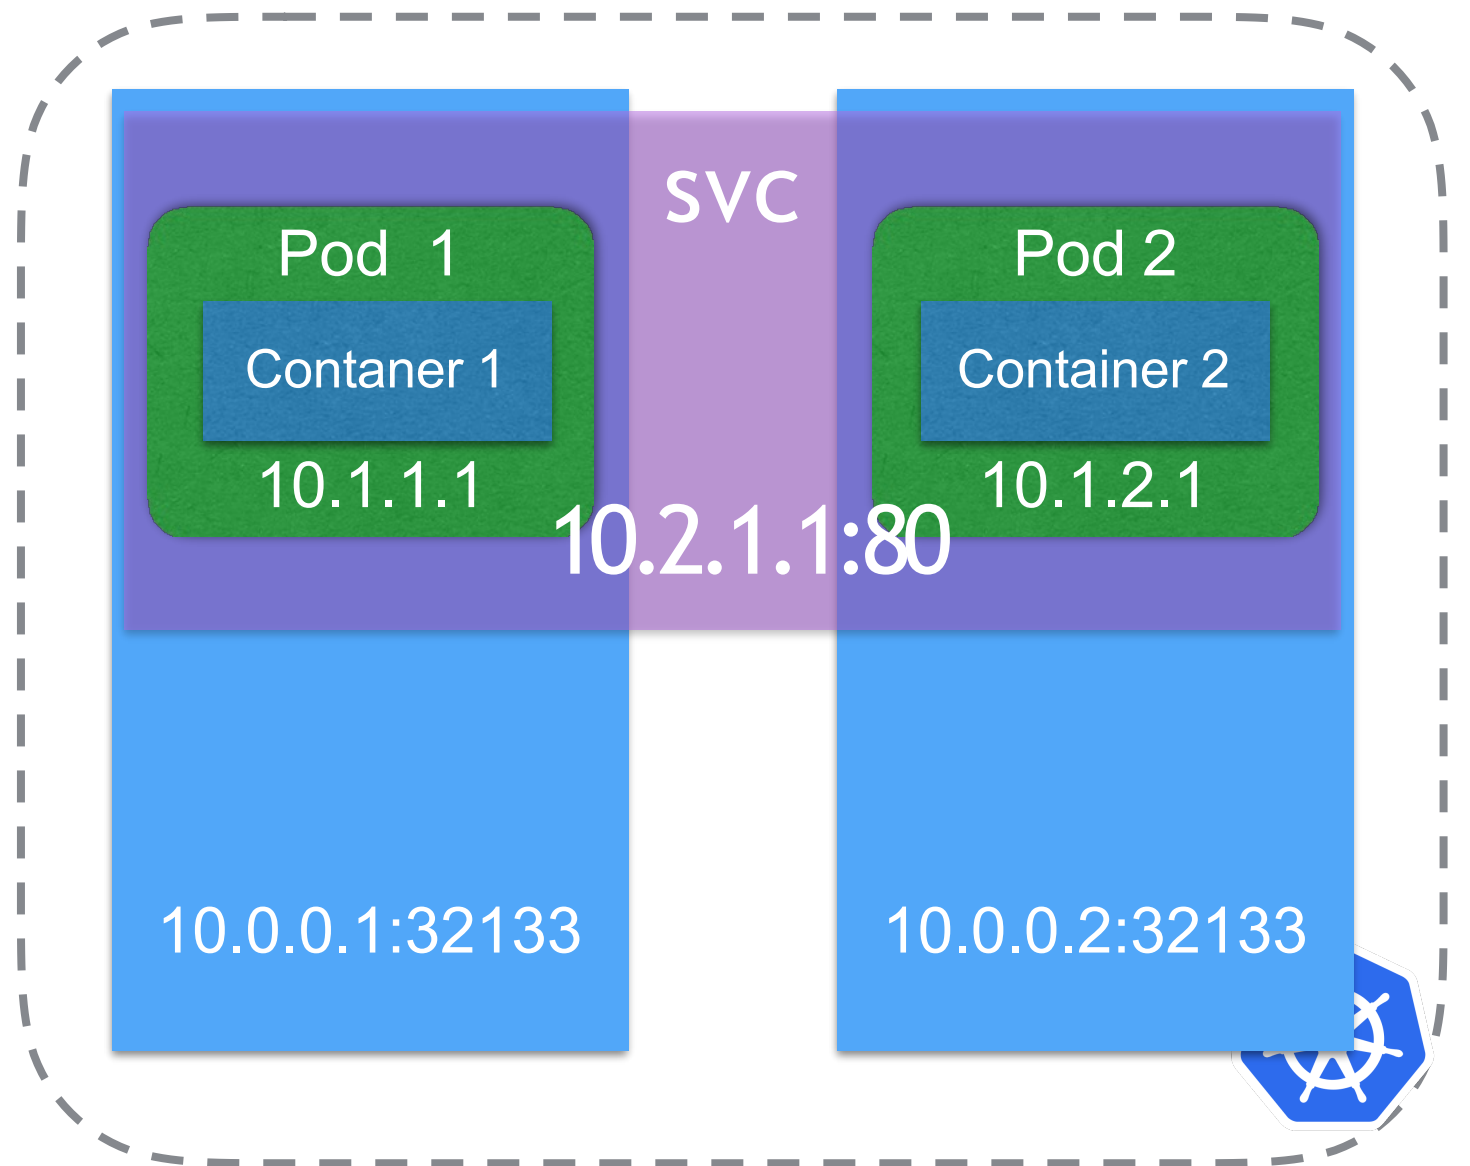 SVC
Pod 1
Contaner 1
10.1.1.1
Pod 2
Container 2
10.1.2.1
10.2.1.1:80
10.0.0.1:32133
10.0.0.2:32133